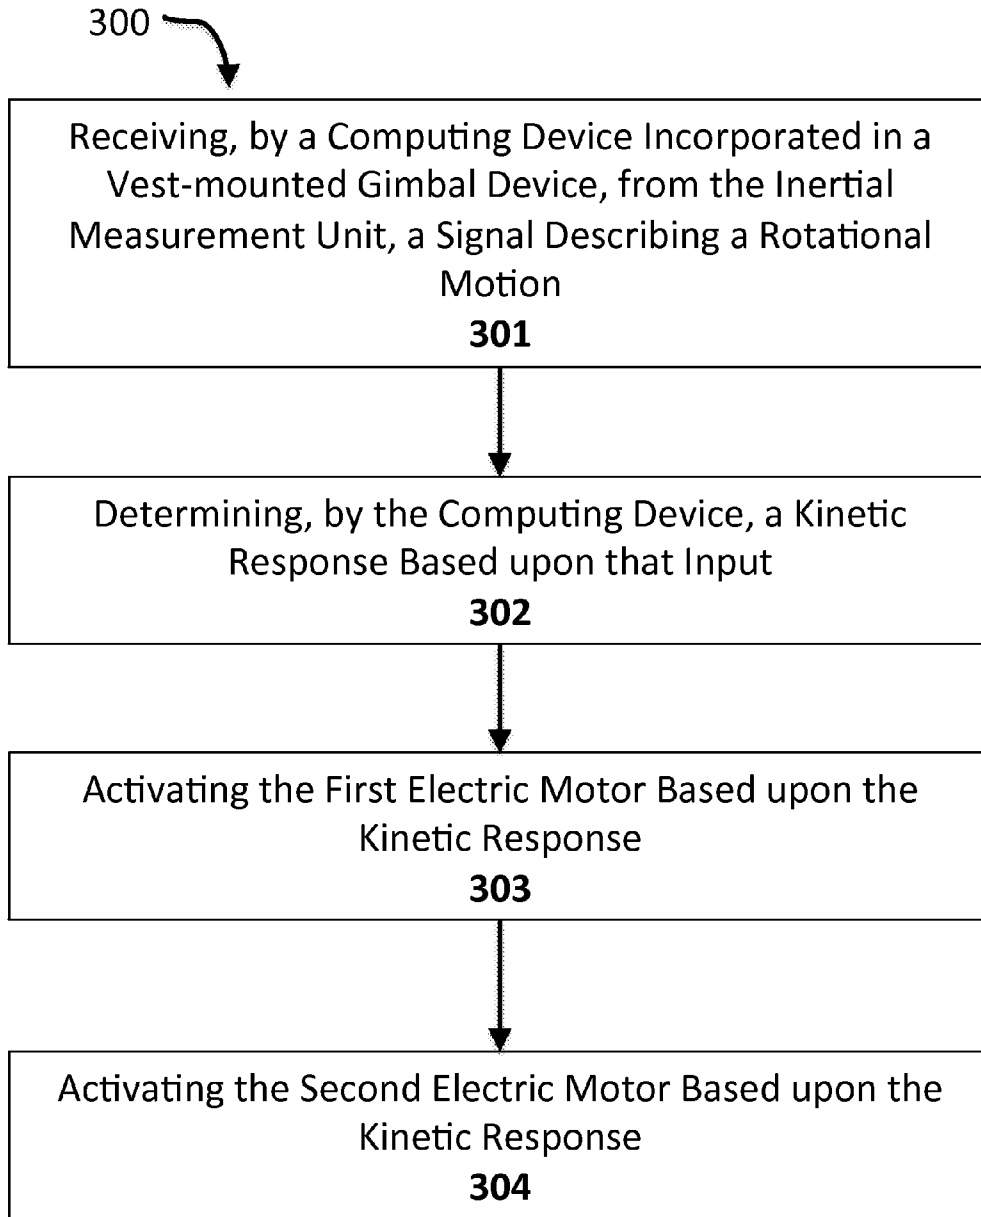 300
Receiving, by a Computing Device Incorporated in a
Vest-mounted Gimbal Device, from the Inertial
Measurement Unit, a Signal Describing a Rotational
Motion
301
Determining, by the Computing Device, a Kinetic
Response Based upon that Input
302
Activating the First Electric Motor Based upon the
Kinetic Response
303
Activating the Second Electric Motor Based upon the
Kinetic Response
304